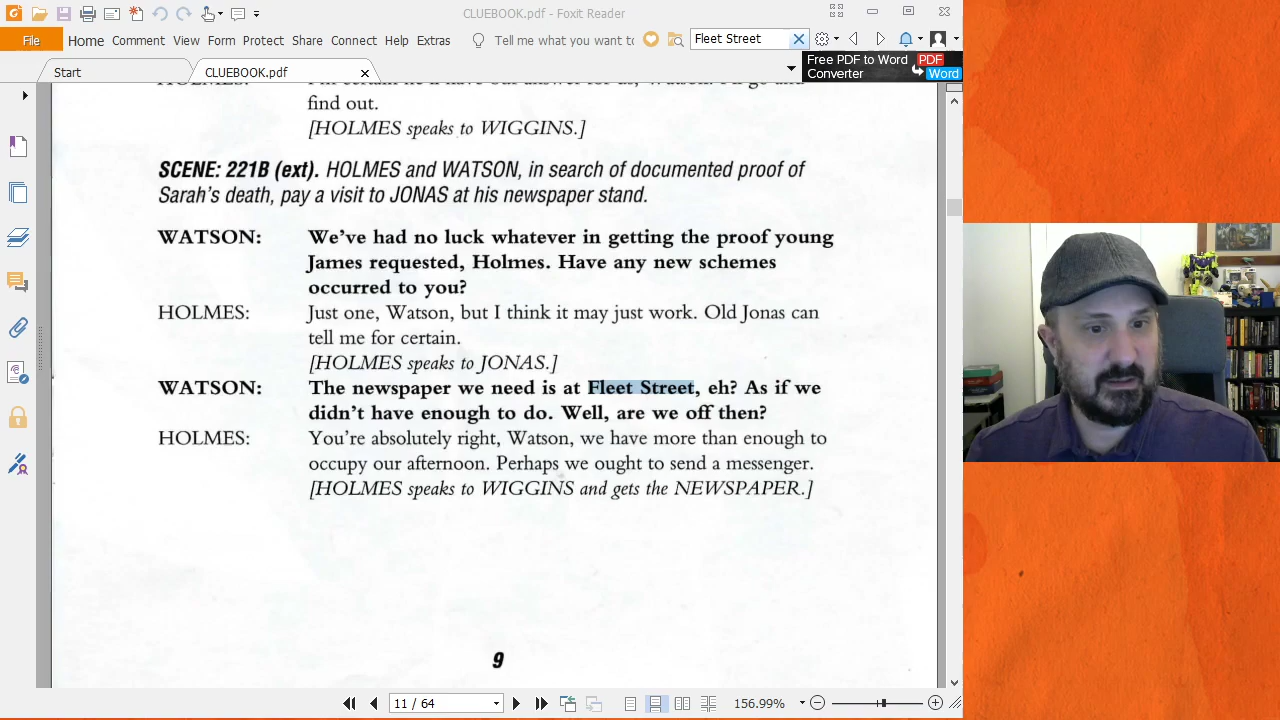 CLUEBOOK.pdf - Foxit Reader
File Home Comment View Form Protect Share Connect Help Extras Tell me what you want to Fleet Street
Start CLUEBOOK.pdf
Free PDF to Word Converter PDF Word
find out.
[HOLMES speaks to WIGGINS.]
SCENE: 221B (ext). HOLMES and WATSON, in search of documented proof of
Sarah's death, pay a visit to JONAS at his newspaper stand.
WATSON: We've had no luck whatever in getting the proof young
James requested, Holmes. Have any new schemes
occurred to you?
HOLMES: Just one, Watson, but I think it may just work. Old Jonas can
tell me for certain.
[HOLMES speaks to JONAS.]
WATSON: The newspaper we need is at Fleet Street, eh? As if we
didn't have enough to do. Well, are we off then?
HOLMES: You're absolutely right, Watson, we have more than enough to
occupy our afternoon. Perhaps we ought to send a messenger.
[HOLMES speaks to WIGGINS and gets the NEWSPAPER.]
9
11 / 64 156.99%